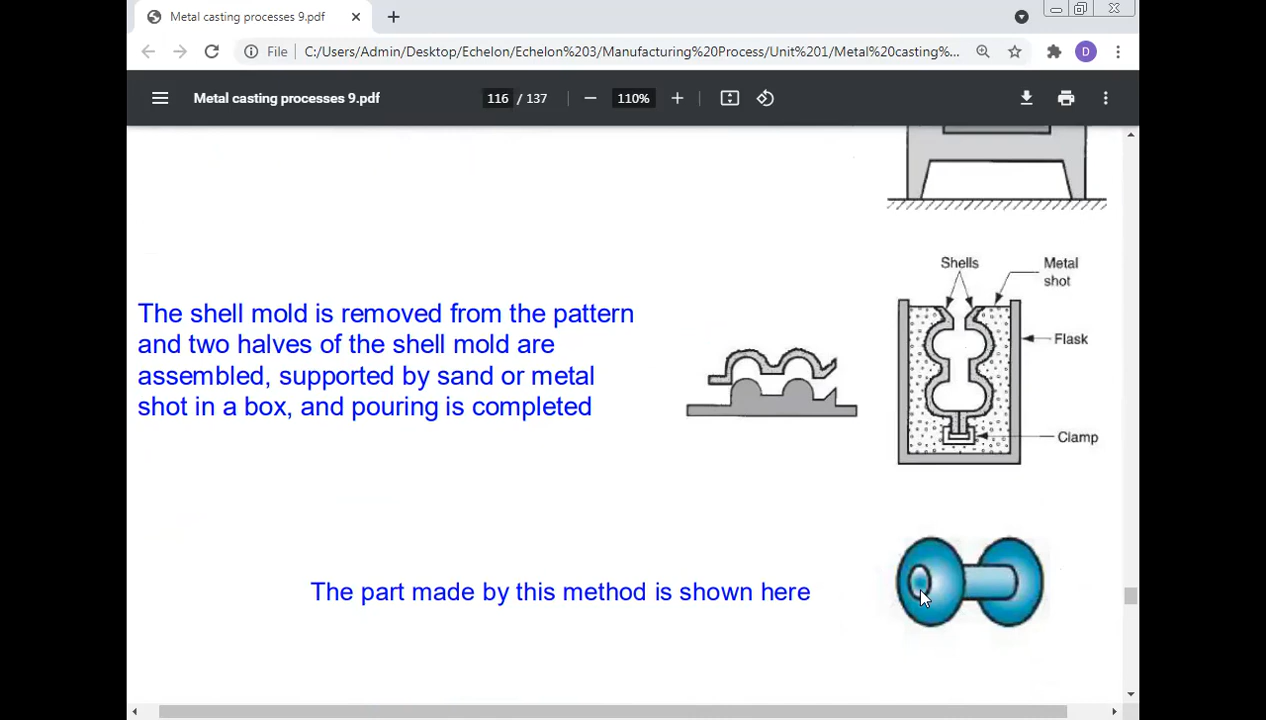 Metal casting processes 9.pdf
File C:/Users/Admin/Desktop/Echelon/Echelon%203/Manufacturing%20Process/Unit%201/Metal%20casting%...
D
Metal casting processes 9.pdf 116 / 137 110%
Shells
Metal
shot
Flask
Clamp
The shell mold is removed from the pattern
and two halves of the shell mold are
assembled, supported by sand or metal
shot in a box, and pouring is completed
The part made by this method is shown here